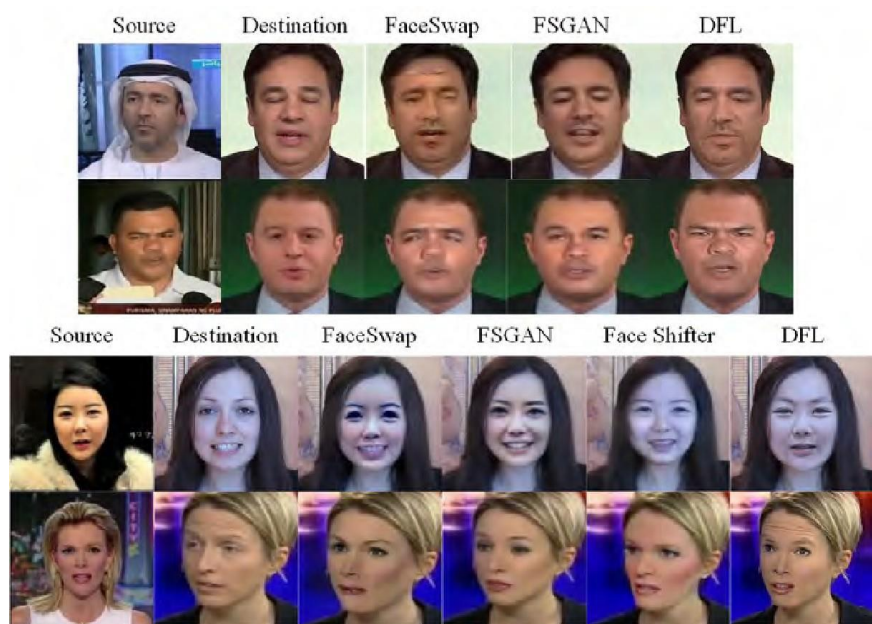 Source Destination FaceSwap FSGAN DFL
Source Destination FaceSwap FSGAN Face Shifter DFL